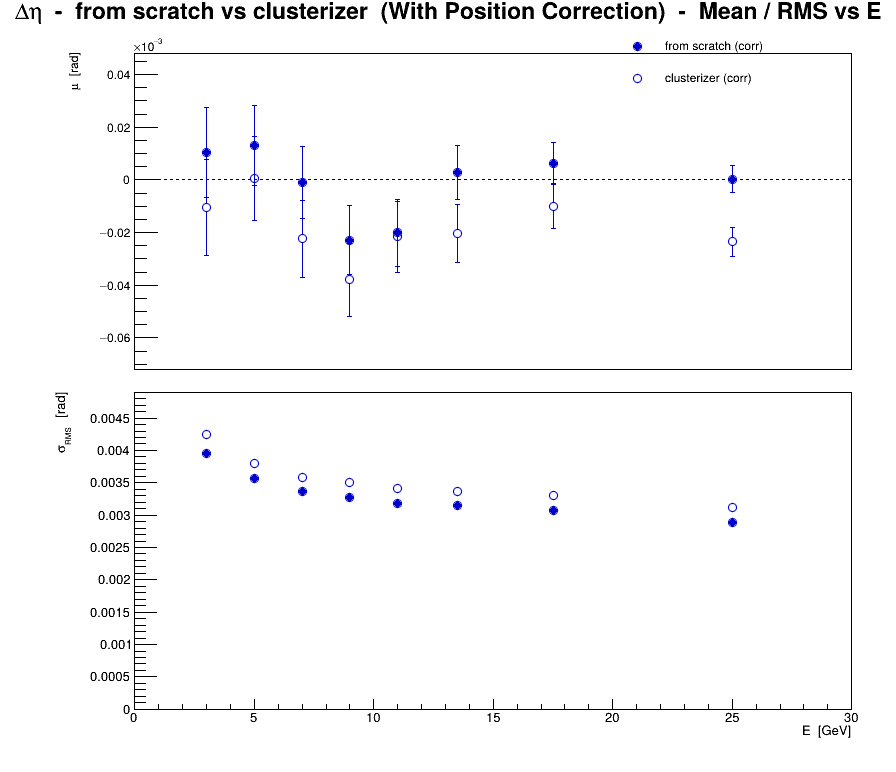 Δη - from scratch vs clusterizer (With Position Correction) - Mean / RMS vs E
×10⁻³
from scratch (corr)
clusterizer (corr)
μ [rad]
0.04
0.02
0
−0.02
−0.04
−0.06
σRMS [rad]
0.0045
0.004
0.0035
0.003
0.0025
0.002
0.0015
0.001
0.0005
0
0 5 10 15 20 25 30
E [GeV]